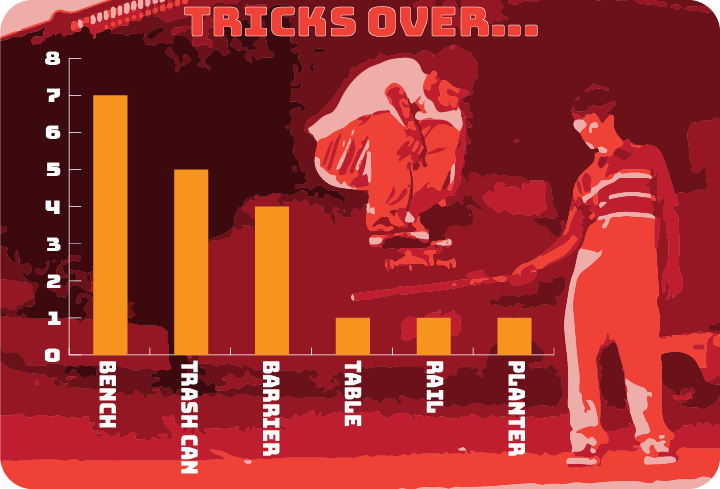 TRICKS OVER...
8
7
6
5
4
3
2
1
0
BENCH
TRASH CAN
BARRIER
TABLE
RAIL
PLANTER